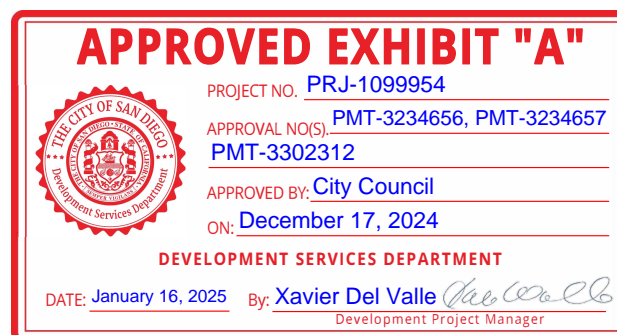 APPROVED EXHIBIT "A"
PROJECT NO. PRJ-1099954
APPROVAL NO(S). PMT-3234656, PMT-3234657
PMT-3302312
APPROVED BY: City Council
ON: December 17, 2024
THE CITY OF SAN DIEGO
Development Services Department
DEVELOPMENT SERVICES DEPARTMENT
DATE: January 16, 2025 By: Xavier Del Valle
Development Project Manager